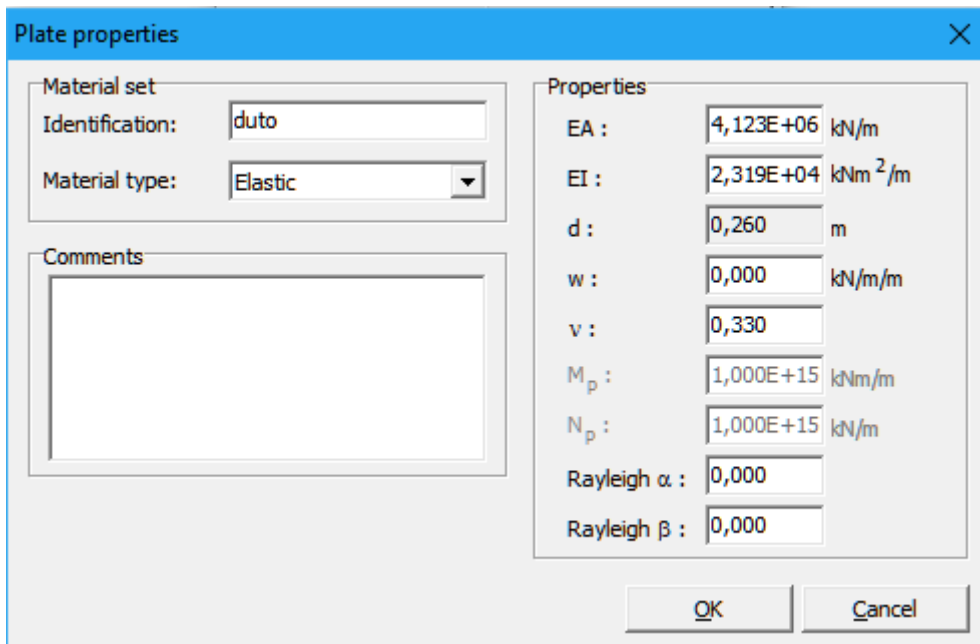 Plate properties
Material set
Identification:
duto
Material type:
Elastic
Comments
Properties
EA :
4,123E+06
kN/m
EI :
2,319E+04
kNm²/m
d :
0,260
m
w :
0,000
kN/m/m
ν :
0,330
Mp :
1,000E+15
kNm/m
Np :
1,000E+15
kN/m
Rayleigh α :
0,000
Rayleigh β :
0,000
OK
Cancel